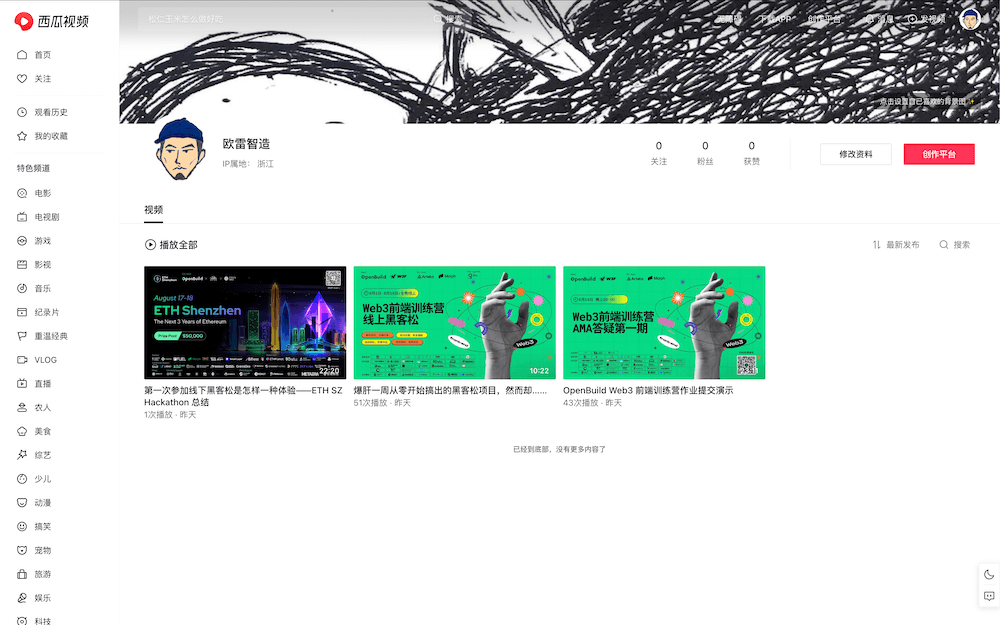 西瓜视频
松仁玉米怎么做好吃
搜索
无障碍
下载APP
创作平台
消息
发视频
首页
关注
观看历史
我的收藏
特色频道
电影
电视剧
游戏
影视
音乐
纪录片
重温经典
VLOG
直播
农人
美食
综艺
少儿
动漫
搞笑
宠物
旅游
娱乐
科技
点击设置自己喜欢的背景图
欧雷智造
IP属地： 浙江
0
关注
0
粉丝
0
获赞
修改资料
创作平台
视频
播放全部
最新发布
搜索
OpenBuild
August 17-18
ETH Shenzhen
The Next 3 Years of Ethereum
Prize Pool $50,000
22:20
第一次参加线下黑客松是怎样一种体验——ETH SZ
Hackathon 总结
1次播放 · 昨天
OpenBuild
Web3前端训练营
线上黑客松
Web3
10:22
爆肝一周从零开始搞出的黑客松项目，然而却……
51次播放 · 昨天
OpenBuild
Web3前端训练营
AMA答疑第一期
Web3
OpenBuild Web3 前端训练营作业提交演示
43次播放 · 昨天
已经到底部，没有更多内容了